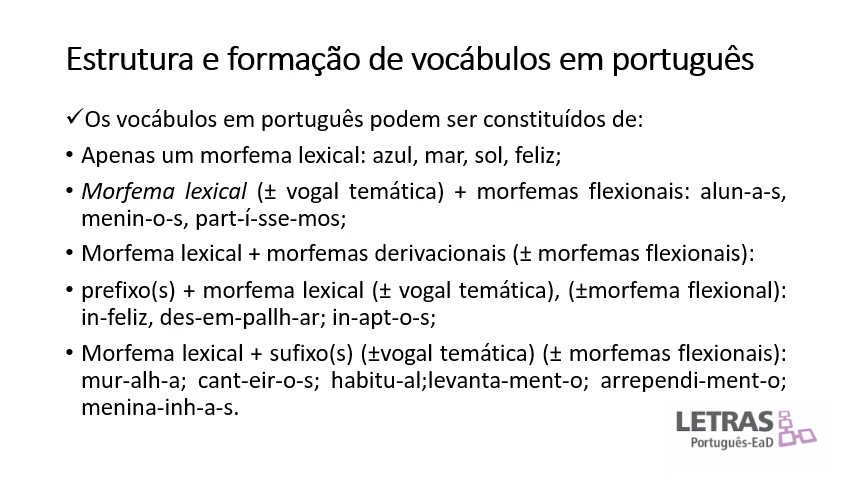 Estrutura e formação de vocábulos em português
✓Os vocábulos em português podem ser constituídos de:
• Apenas um morfema lexical: azul, mar, sol, feliz;
• Morfema lexical (± vogal temática) + morfemas flexionais: alun-a-s,
menin-o-s, part-í-sse-mos;
• Morfema lexical + morfemas derivacionais (± morfemas flexionais):
• prefixo(s) + morfema lexical (± vogal temática), (±morfema flexional):
in-feliz, des-em-pallh-ar; in-apt-o-s;
• Morfema lexical + sufixo(s) (±vogal temática) (± morfemas flexionais):
mur-alh-a; cant-eir-o-s; habitu-al;levanta-ment-o; arrependi-ment-o;
menina-inh-a-s.
LETRAS
Português-EaD